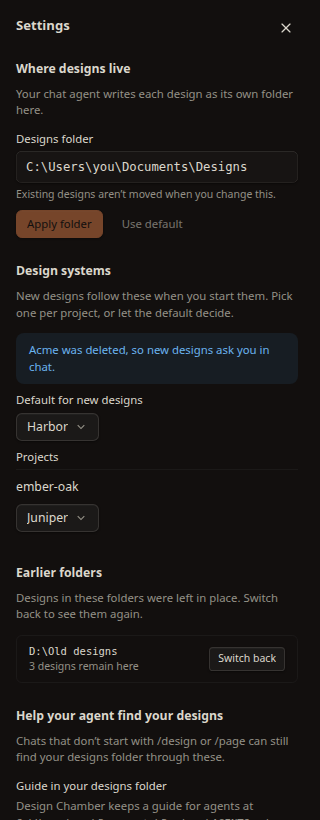 Settings
Where designs live
Your chat agent writes each design as its own folder
here.
Designs folder
C:\Users\you\Documents\Designs
Existing designs aren't moved when you change this.
Apply folder
Use default
Design systems
New designs follow these when you start them. Pick
one per project, or let the default decide.
Acme was deleted, so new designs ask you in
chat.
Default for new designs
Harbor
Projects
ember-oak
Juniper
Earlier folders
Designs in these folders were left in place. Switch
back to see them again.
D:\Old designs
3 designs remain here
Switch back
Help your agent find your designs
Chats that don't start with /design or /page can still
find your designs folder through these.
Guide in your designs folder
Design Chamber keeps a guide for agents at